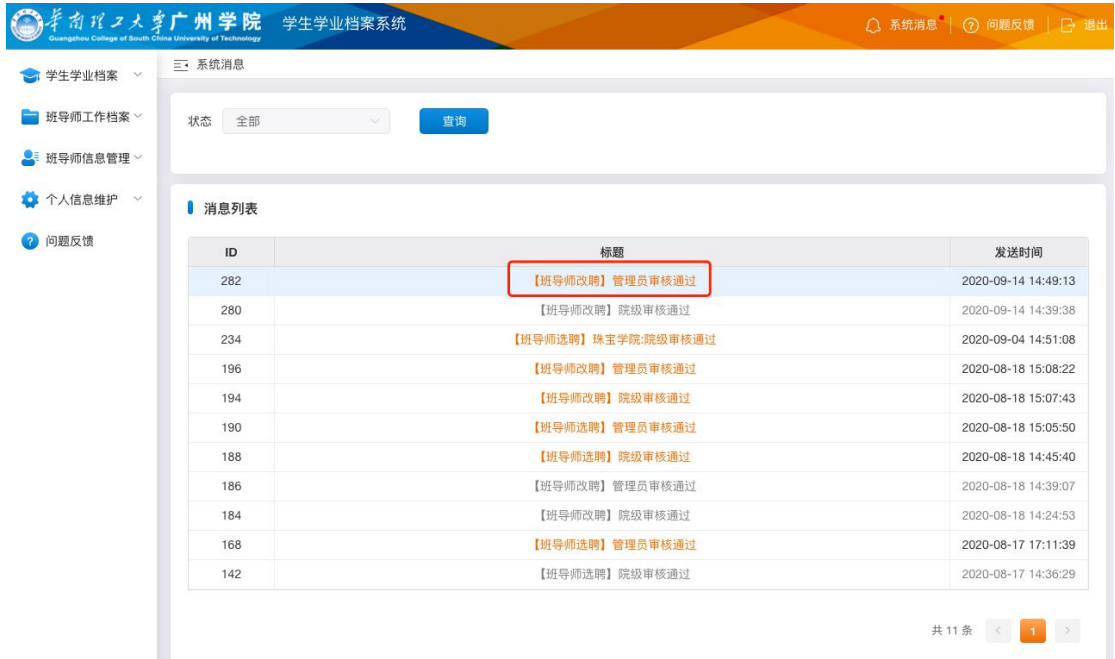 华南理工大学广州学院 学生学业档案系统 系统消息 问题反馈 退出
Guangzhou College of South China University of Technology
学生学业档案
班导师工作档案
班导师信息管理
个人信息维护
问题反馈
系统消息
状态 全部 查询
消息列表
ID 标题 发送时间
282 【班导师改聘】管理员审核通过 2020-09-14 14:49:13
280 【班导师改聘】院级审核通过 2020-09-14 14:39:38
234 【班导师选聘】珠宝学院:院级审核通过 2020-09-04 14:51:08
196 【班导师改聘】管理员审核通过 2020-08-18 15:08:22
194 【班导师改聘】院级审核通过 2020-08-18 15:07:43
190 【班导师选聘】管理员审核通过 2020-08-18 15:05:50
188 【班导师选聘】院级审核通过 2020-08-18 14:45:40
186 【班导师改聘】管理员审核通过 2020-08-18 14:39:07
184 【班导师改聘】院级审核通过 2020-08-18 14:24:53
168 【班导师选聘】管理员审核通过 2020-08-17 17:11:39
142 【班导师选聘】院级审核通过 2020-08-17 14:36:29
共 11 条 < 1 >